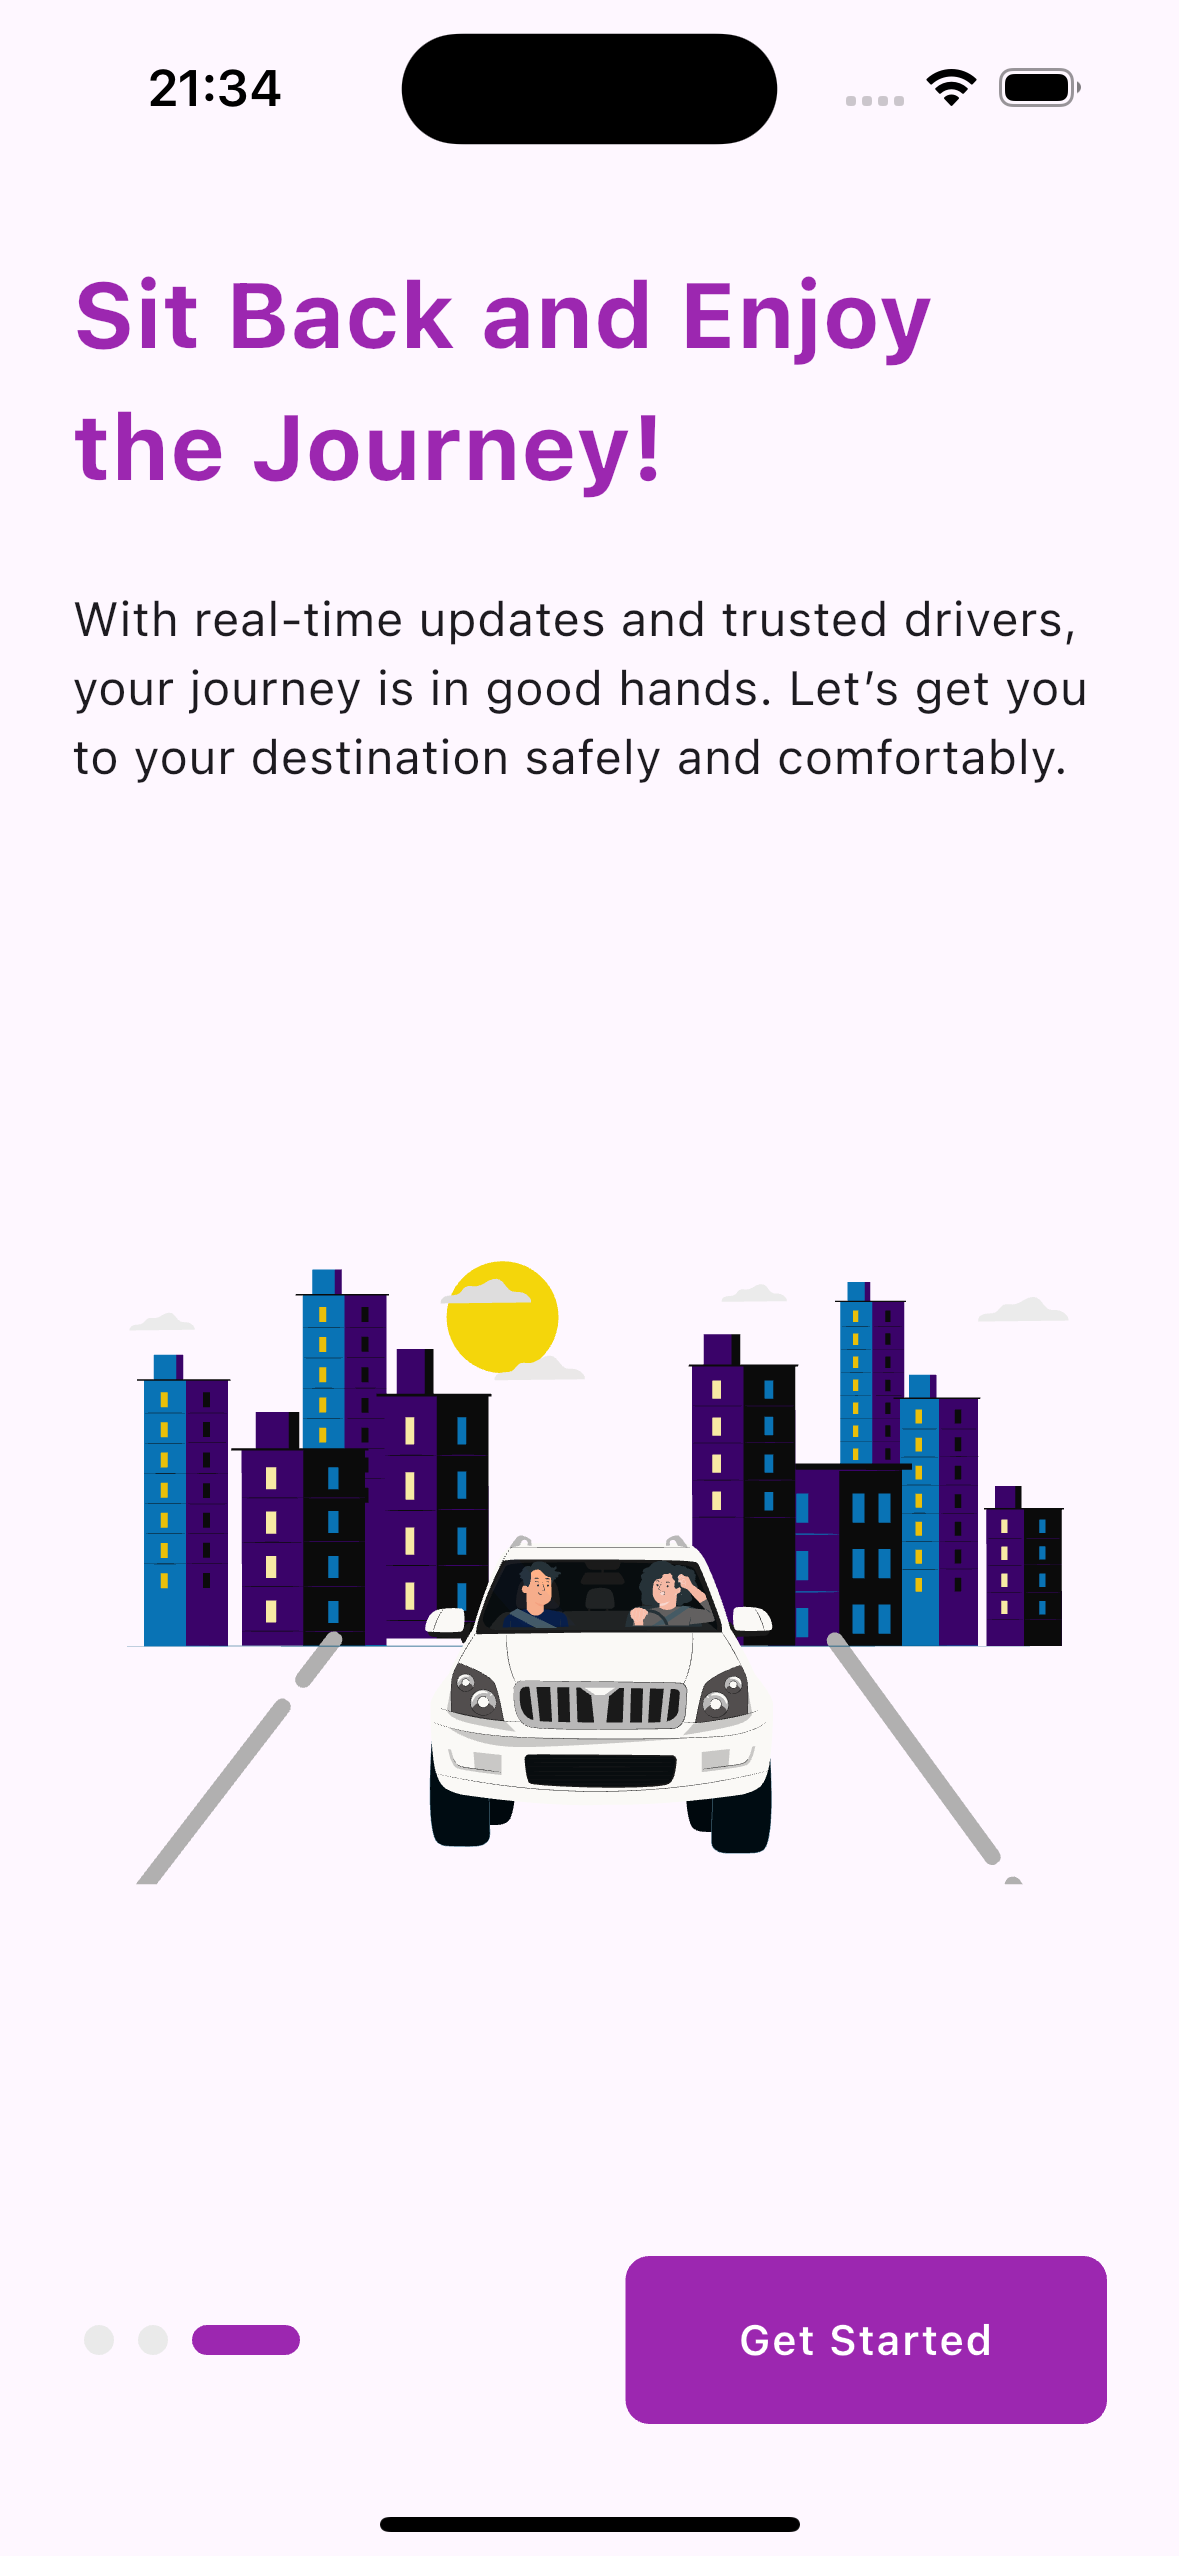 21:34
Sit Back and Enjoy
the Journey!
With real-time updates and trusted drivers,
your journey is in good hands. Let’s get you
to your destination safely and comfortably.
Get Started